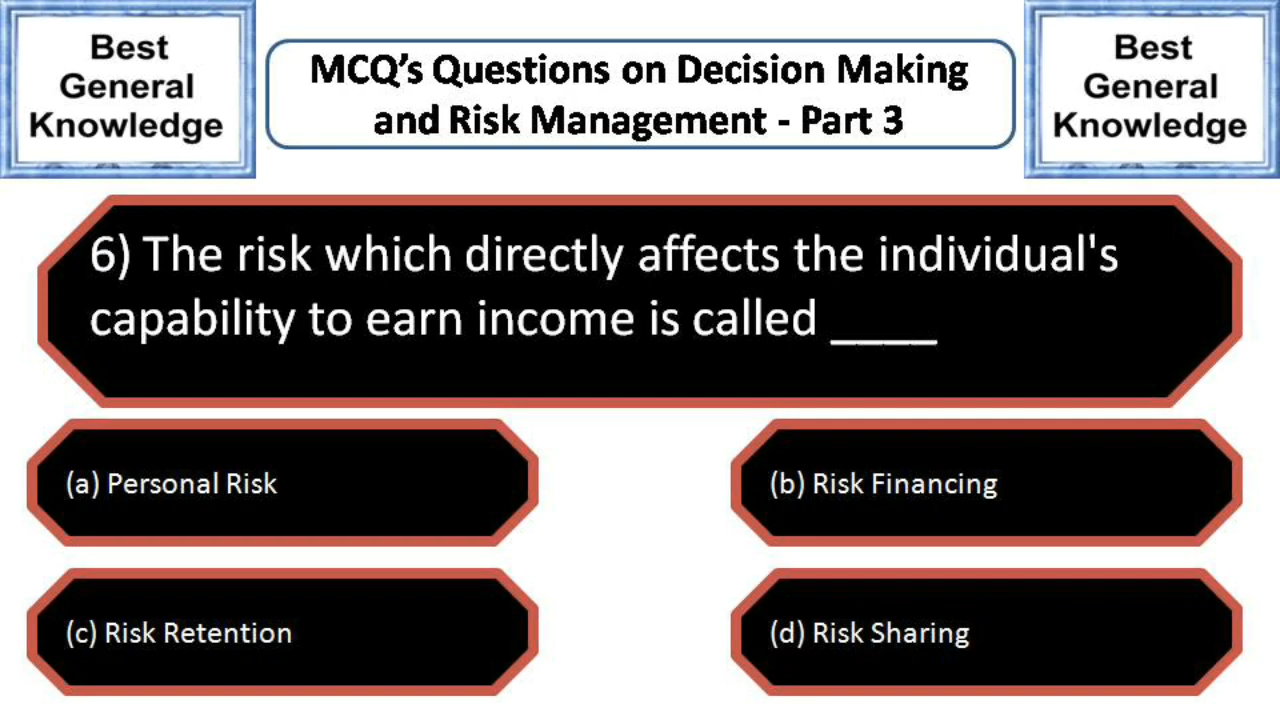 Best
General
Knowledge
MCQ’s Questions on Decision Making
and Risk Management - Part 3
Best
General
Knowledge
6) The risk which directly affects the individual's
capability to earn income is called ____
(a) Personal Risk
(b) Risk Financing
(c) Risk Retention
(d) Risk Sharing